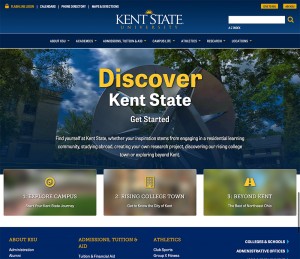 FLASHLINE LOGIN | CALENDARS | PHONE DIRECTORY | MAPS & DIRECTIONS
KENT STATE
UNIVERSITY
A-Z INDEX
ABOUT KSU ACADEMICS ADMISSIONS, TUITION & AID CAMPUS LIFE ATHLETICS RESEARCH LOCATIONS
Discover
Kent State
Get Started
Find yourself at Kent State, whether your inspiration stems from engaging in a residential learning
community, studying abroad, creating your own research project, discovering our rising college
town or exploring beyond Kent.
1: EXPLORE CAMPUS
Start Your Kent State Journey
2: RISING COLLEGE TOWN
Get to Know the City of Kent
3: BEYOND KENT
The Best of Northeast Ohio
ABOUT KSU ADMISSIONS, TUITION & AID ATHLETICS COLLEGES & SCHOOLS
Administration Tuition & Financial Aid Club Sports ADMINISTRATIVE OFFICES
Alumni Group X Fitness